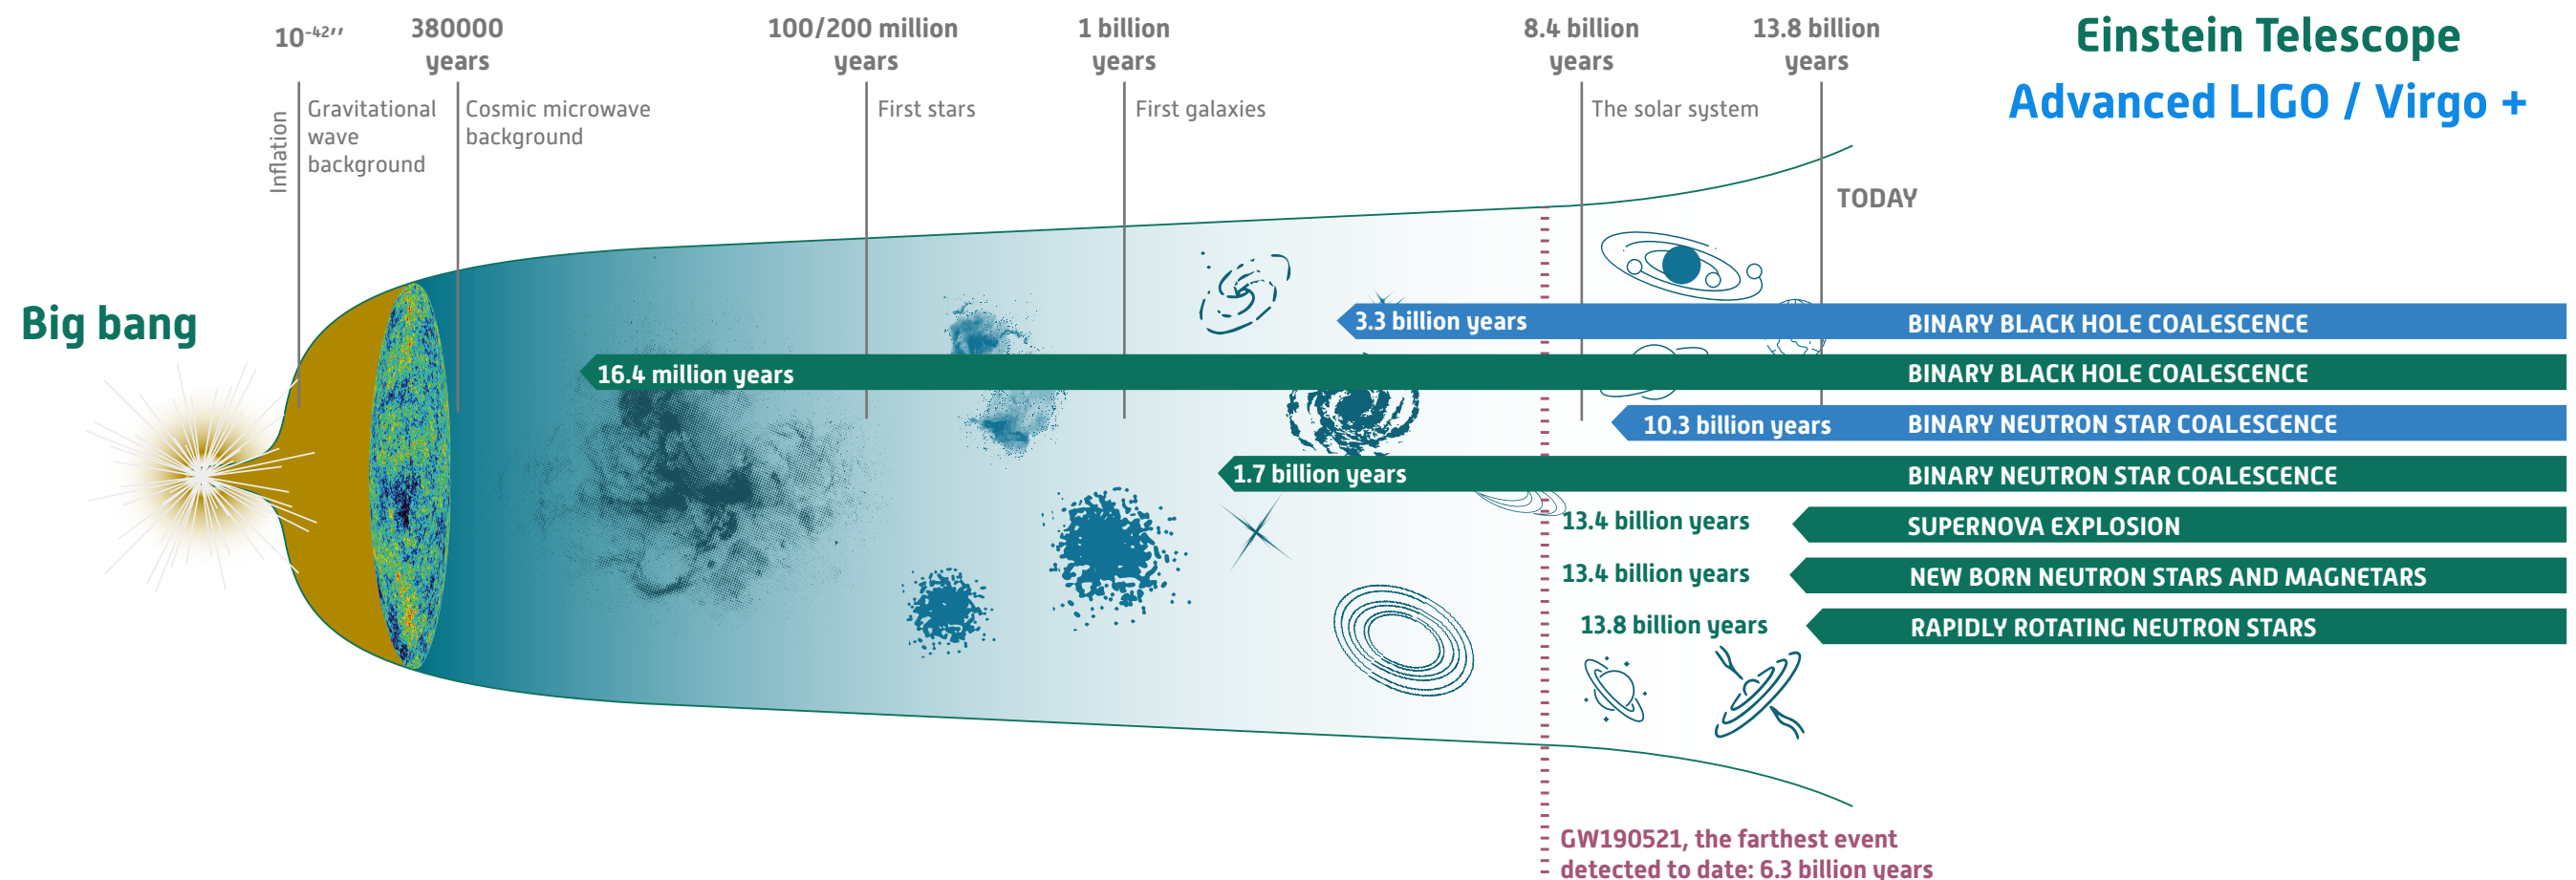 10-42′′
380000
years
100/200 million
years
1 billion
years
8.4 billion
years
13.8 billion
years
Einstein Telescope
Advanced LIGO / Virgo +
Inflation
Gravitational
wave
background
Cosmic microwave
background
First stars
First galaxies
The solar system
TODAY
Big bang
3.3 billion years
BINARY BLACK HOLE COALESCENCE
16.4 million years
BINARY BLACK HOLE COALESCENCE
10.3 billion years
BINARY NEUTRON STAR COALESCENCE
1.7 billion years
BINARY NEUTRON STAR COALESCENCE
13.4 billion years
SUPERNOVA EXPLOSION
13.4 billion years
NEW BORN NEUTRON STARS AND MAGNETARS
13.8 billion years
RAPIDLY ROTATING NEUTRON STARS
GW190521, the farthest event
detected to date: 6.3 billion years